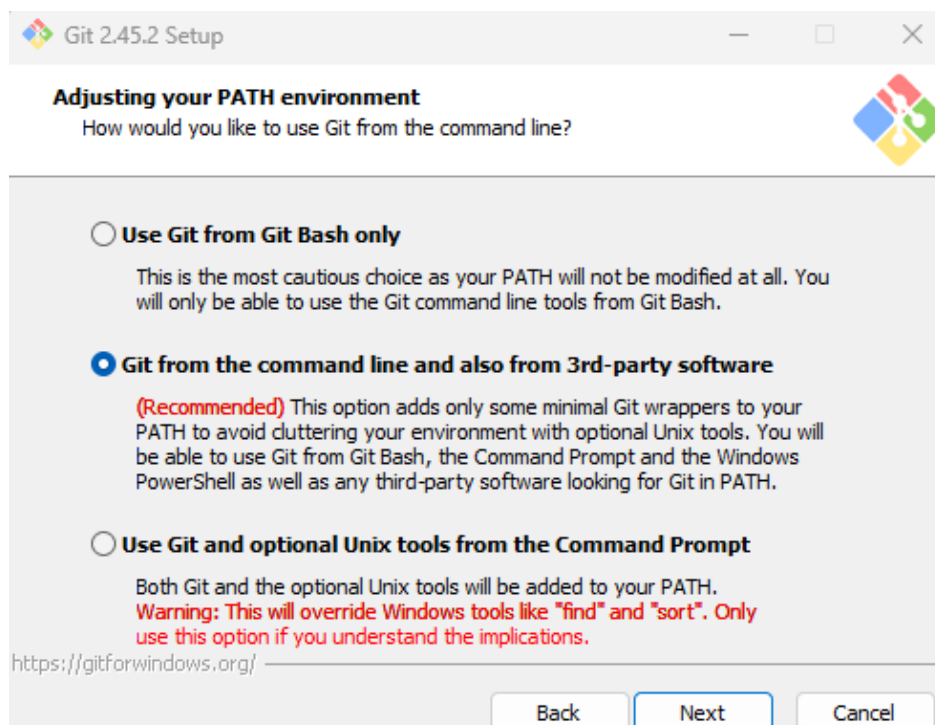 Git 2.45.2 Setup
Adjusting your PATH environment
How would you like to use Git from the command line?
Use Git from Git Bash only
This is the most cautious choice as your PATH will not be modified at all. You
will only be able to use the Git command line tools from Git Bash.
Git from the command line and also from 3rd-party software
(Recommended) This option adds only some minimal Git wrappers to your
PATH to avoid cluttering your environment with optional Unix tools. You will
be able to use Git from Git Bash, the Command Prompt and the Windows
PowerShell as well as any third-party software looking for Git in PATH.
Use Git and optional Unix tools from the Command Prompt
Both Git and the optional Unix tools will be added to your PATH.
Warning: This will override Windows tools like "find" and "sort". Only
use this option if you understand the implications.
https://gitforwindows.org/
Back Next Cancel